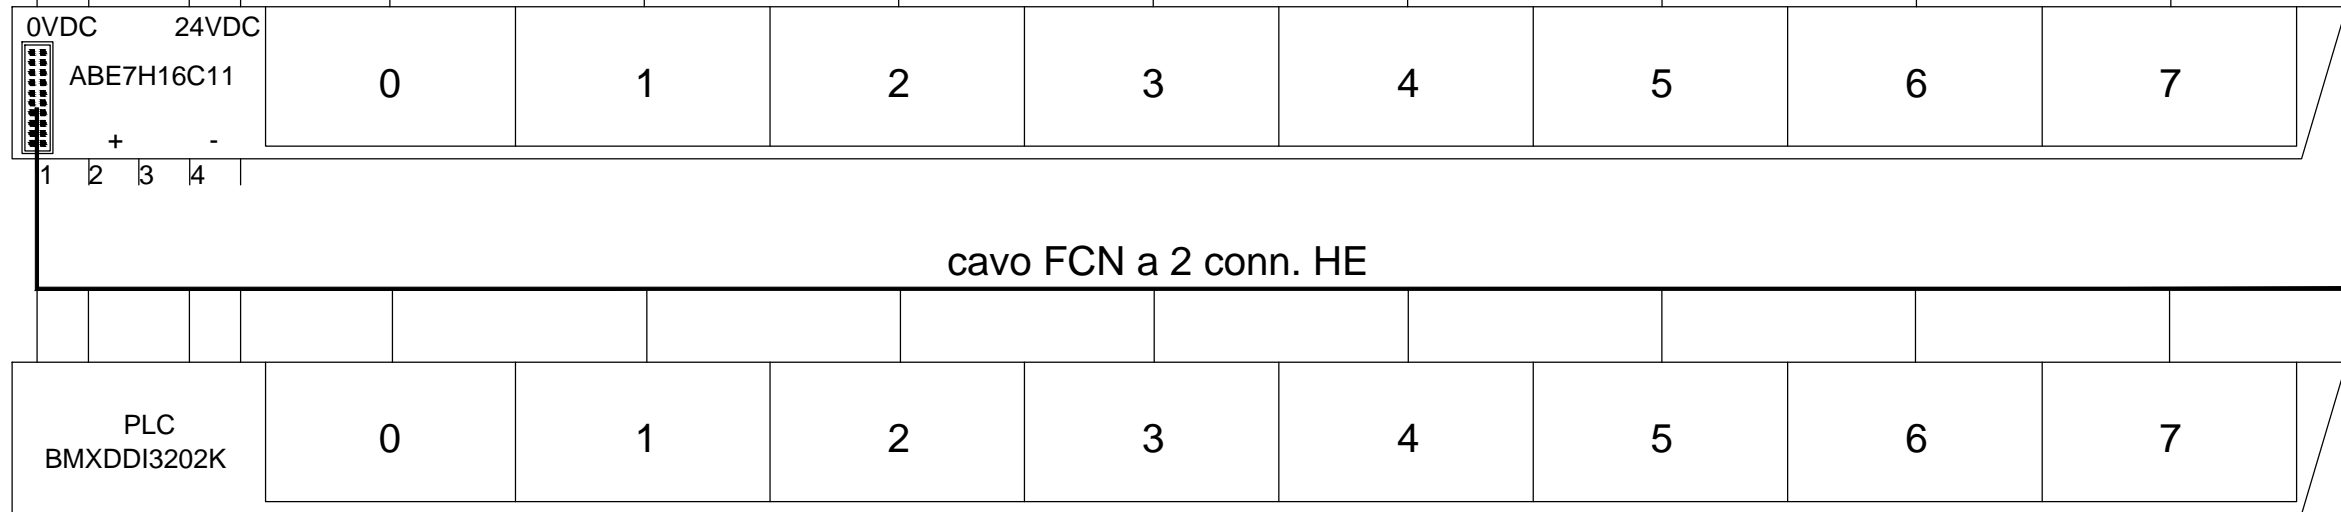 0VDC 24VDC
ABE7H16C11
0 1 2 3 4 5 6 7
+ -
1 2 3 4
cavo FCN a 2 conn. HE
PLC
BMXDDI3202K
0 1 2 3 4 5 6 7